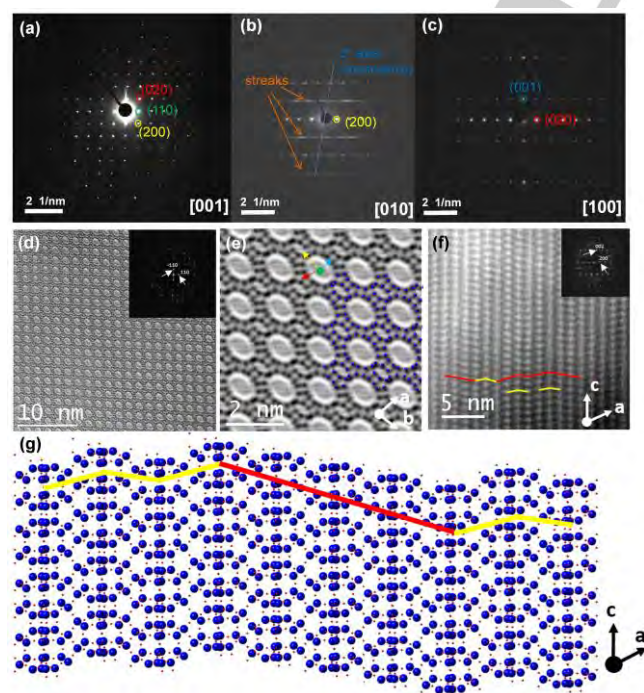 (a)
(020)
(-110)
(200)
2 1/nm
[001]
(b)
streaks
(200)
2 1/nm
[010]
(c)
(001)
(020)
2 1/nm
[100]
(d)
10 nm
(e)
2 nm
a
b
(f)
5 nm
c
a
(g)
c
a